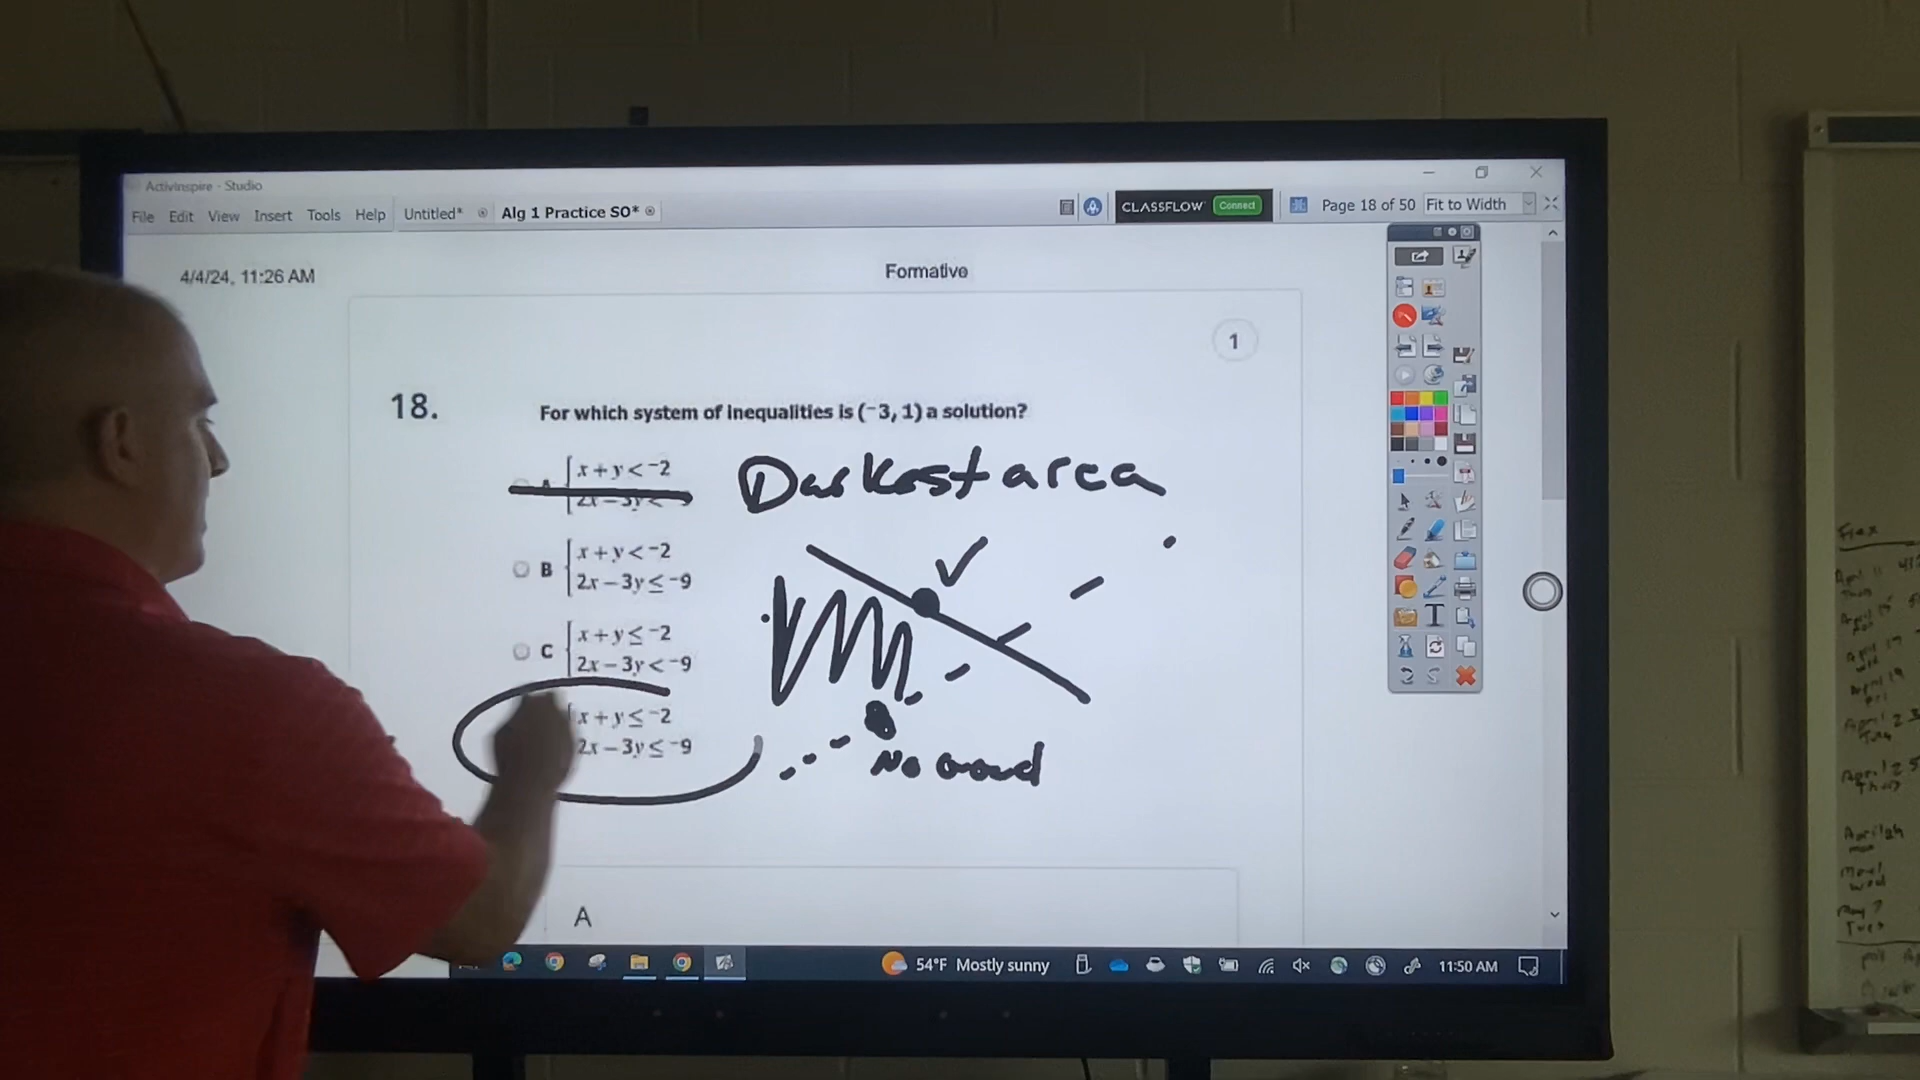 ActivInspire - Studio
File Edit View Insert Tools Help Untitled* Alg 1 Practice SO* CLASSFLOW Connect Page 18 of 50 Fit to Width
4/4/24, 11:26 AM
Formative
1
18. For which system of inequalities is (⁻3, 1) a solution?
A x + y < ⁻2
2x − 3y <
Darkest area
B x + y < ⁻2
2x − 3y ≤ ⁻9
C x + y ≤ ⁻2
2x − 3y < ⁻9
x + y ≤ ⁻2
2x − 3y ≤ ⁻9
No Good
A
54°F Mostly sunny
11:50 AM